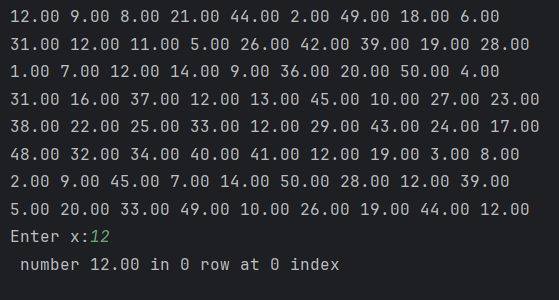 12.00 9.00 8.00 21.00 44.00 2.00 49.00 18.00 6.00
31.00 12.00 11.00 5.00 26.00 42.00 39.00 19.00 28.00
1.00 7.00 12.00 14.00 9.00 36.00 20.00 50.00 4.00
31.00 16.00 37.00 12.00 13.00 45.00 10.00 27.00 23.00
38.00 22.00 25.00 33.00 12.00 29.00 43.00 24.00 17.00
48.00 32.00 34.00 40.00 41.00 12.00 19.00 3.00 8.00
2.00 9.00 45.00 7.00 14.00 50.00 28.00 12.00 39.00
5.00 20.00 33.00 49.00 10.00 26.00 19.00 44.00 12.00
Enter x:12
 number 12.00 in 0 row at 0 index